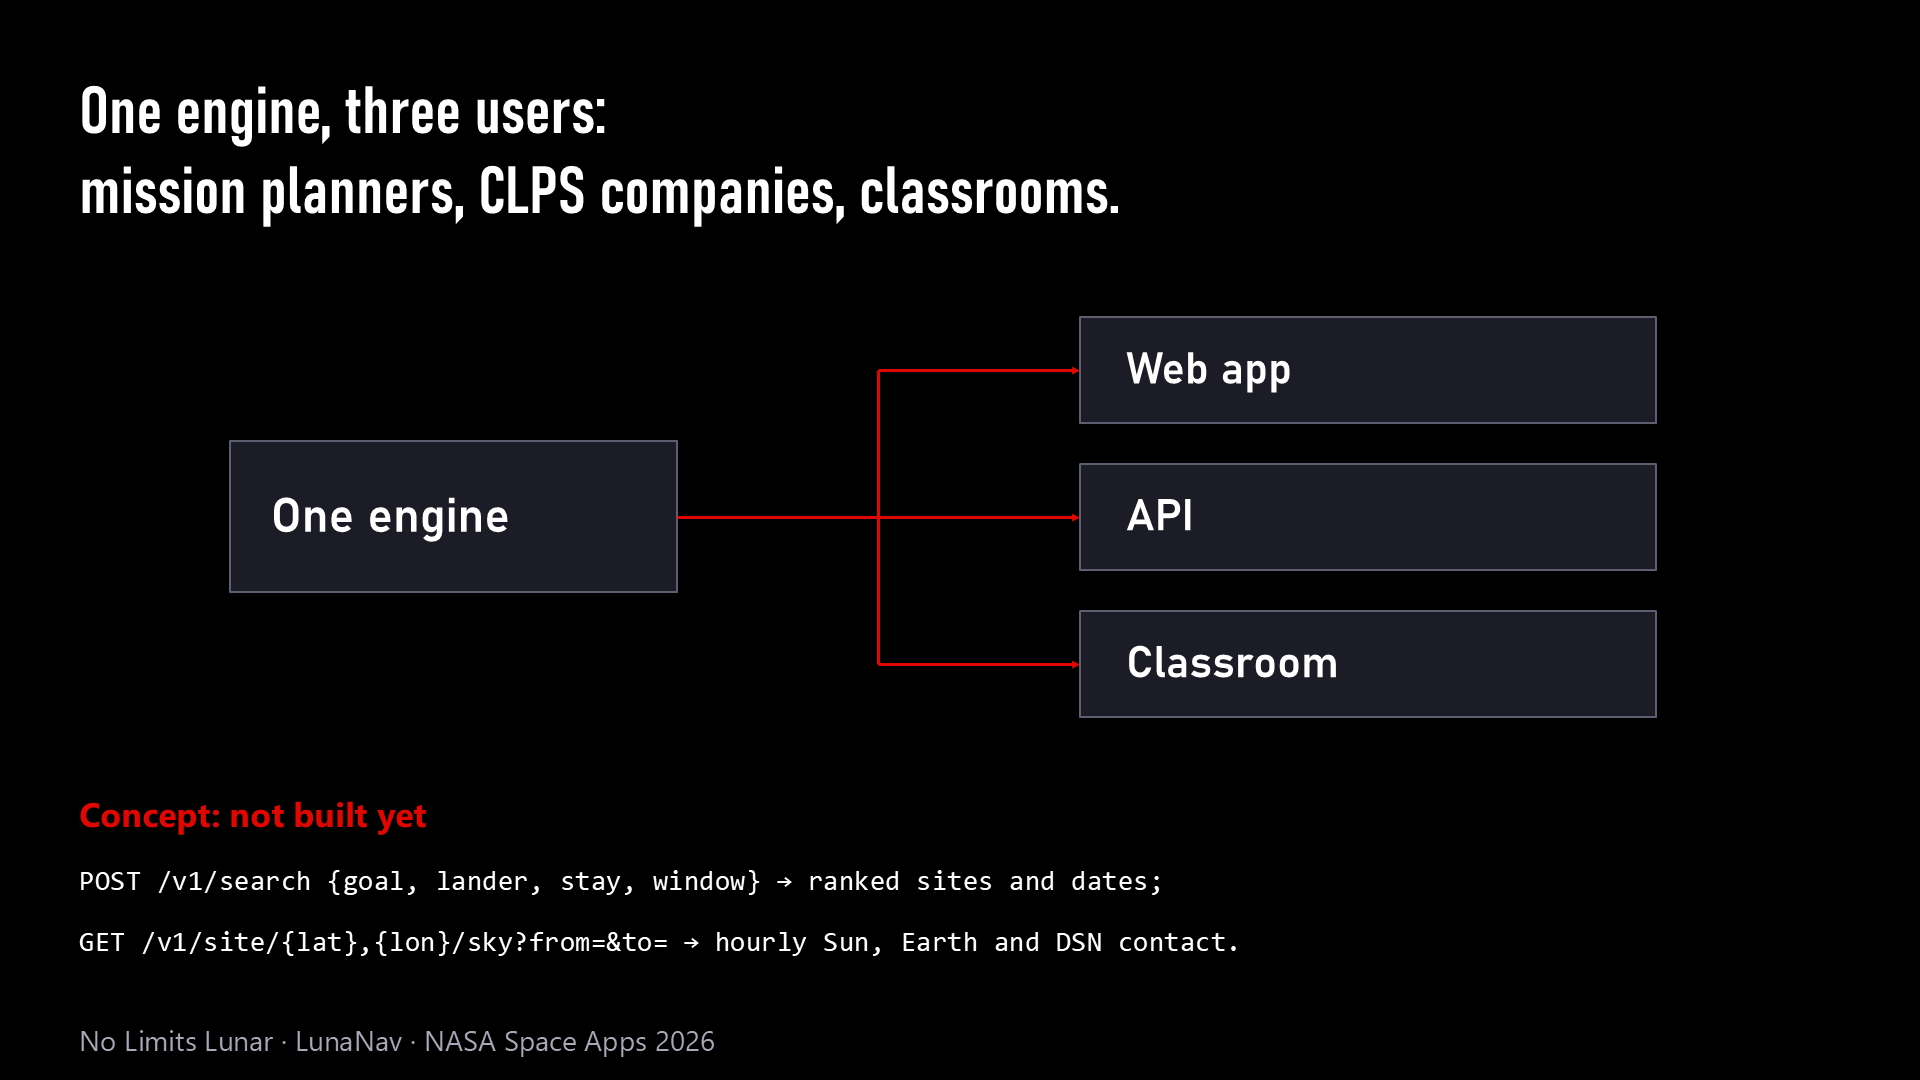 One engine, three users:
mission planners, CLPS companies, classrooms.
Web app
One engine
API
Classroom
Concept: not built yet
POST /v1/search {goal, lander, stay, window} → ranked sites and dates;
GET /v1/site/{lat},{lon}/sky?from=&to= → hourly Sun, Earth and DSN contact.
No Limits Lunar · LunaNav · NASA Space Apps 2026